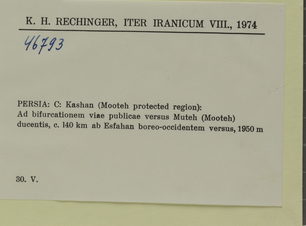 K. H. RECHINGER, ITER IRANICUM VIII., 1974
46793
PERSIA: C: Kashan (Mooteh protected region):
Ad bifurcationem viae publicae versus Muteh (Mooteh)
ducentis, c. 140 km ab Esfahan boreo-occidentem versus, 1950 m
30. V.